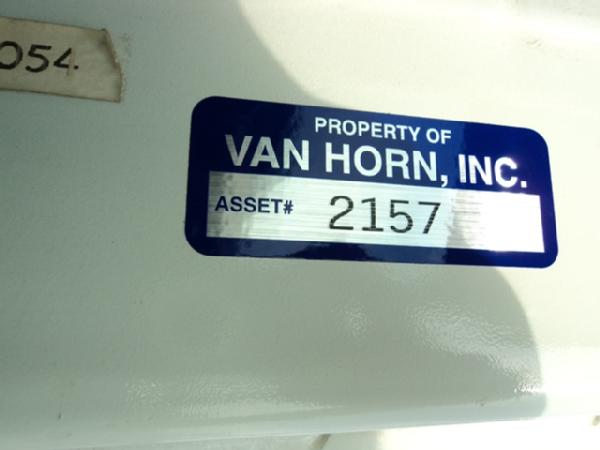 054
PROPERTY OF
VAN HORN, INC.
ASSET# 2157